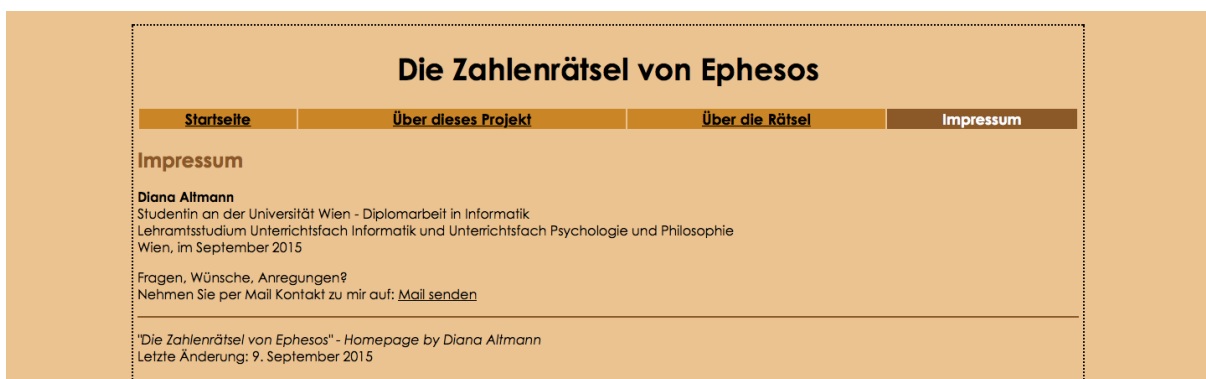 Die Zahlenrätsel von Ephesos
Startseite Über dieses Projekt Über die Rätsel Impressum
Impressum
Diana Altmann
Studentin an der Universität Wien - Diplomarbeit in Informatik
Lehramtsstudium Unterrichtsfach Informatik und Unterrichtsfach Psychologie und Philosophie
Wien, im September 2015
Fragen, Wünsche, Anregungen?
Nehmen Sie per Mail Kontakt zu mir auf: Mail senden
"Die Zahlenrätsel von Ephesos" - Homepage by Diana Altmann
Letzte Änderung: 9. September 2015